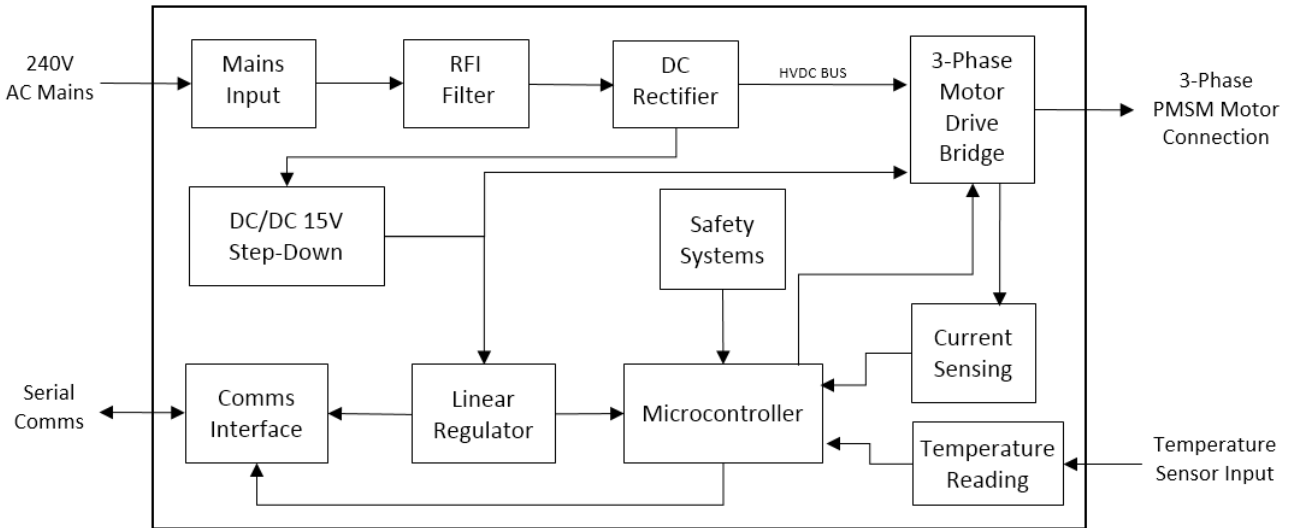 240V
AC Mains
Mains
Input
RFI
Filter
DC
Rectifier
HVDC BUS
3-Phase
Motor
Drive
Bridge
3-Phase
PMSM Motor
Connection
DC/DC 15V
Step-Down
Safety
Systems
Current
Sensing
Serial
Comms
Comms
Interface
Linear
Regulator
Microcontroller
Temperature
Reading
Temperature
Sensor Input